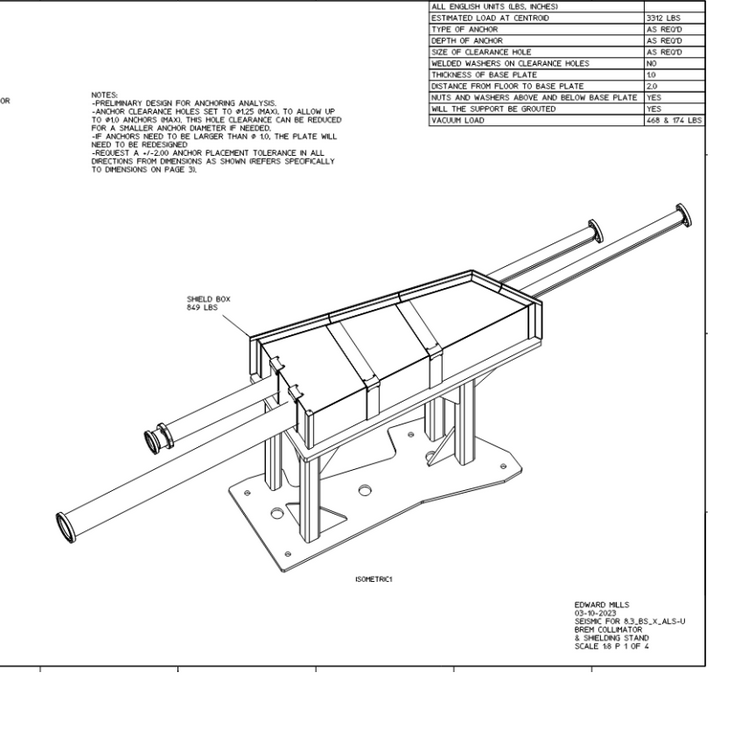 ALL ENGLISH UNITS (LBS, INCHES)
ESTIMATED LOAD AT CENTROID 3312 LBS
TYPE OF ANCHOR AS REQ'D
DEPTH OF ANCHOR AS REQ'D
SIZE OF CLEARANCE HOLE AS REQ'D
WELDED WASHERS ON CLEARANCE HOLES NO
THICKNESS OF BASE PLATE 1.0
DISTANCE FROM FLOOR TO BASE PLATE 2.0
NUTS AND WASHERS ABOVE AND BELOW BASE PLATE YES
WILL THE SUPPORT BE GROUTED YES
VACUUM LOAD 468 & 174 LBS
OR
NOTES:
-PRELIMINARY DESIGN FOR ANCHORING ANALYSIS.
-ANCHOR CLEARANCE HOLES SET TO Ø1.25 (MAX), TO ALLOW UP
TO Ø1.0 ANCHORS (MAX). THIS HOLE CLEARANCE CAN BE REDUCED
FOR A SMALLER ANCHOR DIAMETER IF NEEDED.
-IF ANCHORS NEED TO BE LARGER THAN Ø 1.0, THE PLATE WILL
NEED TO BE REDESIGNED
-REQUEST A +/-2.00 ANCHOR PLACEMENT TOLERANCE IN ALL
DIRECTIONS FROM DIMENSIONS AS SHOWN (REFERS SPECIFICALLY
TO DIMENSIONS ON PAGE 3).
SHIELD BOX
849 LBS
ISOMETRIC1
EDWARD MILLS
03-10-2023
SEISMIC FOR 8.3_BS_X_ALS-U
BREM COLLIMATOR
& SHIELDING STAND
SCALE 1:8 P 1 OF 4